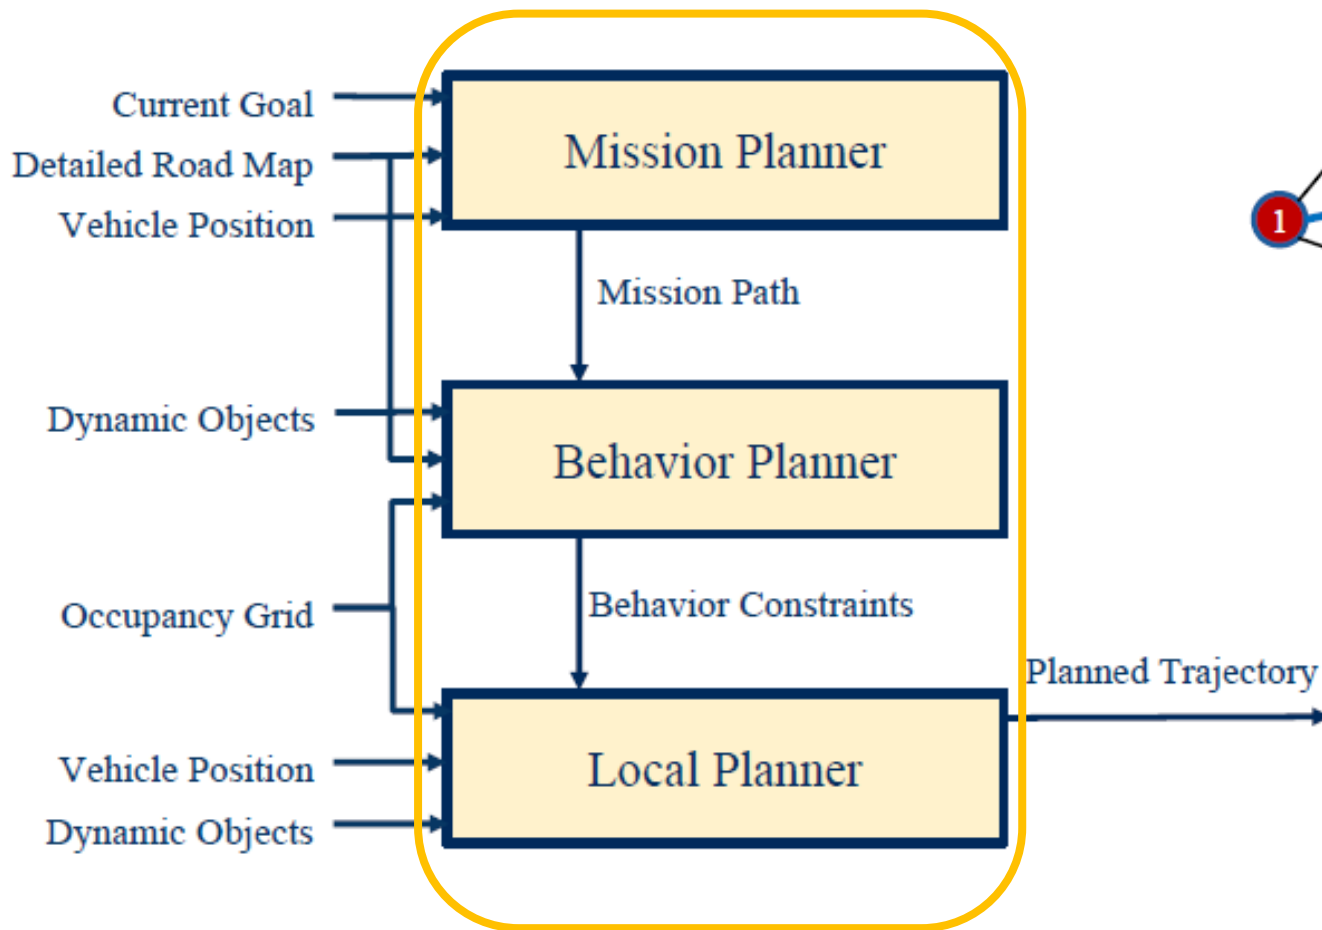 Current Goal
Detailed Road Map
Vehicle Position
Mission Planner
1
Mission Path
Dynamic Objects
Behavior Planner
Occupancy Grid
Behavior Constraints
Planned Trajectory
Vehicle Position
Dynamic Objects
Local Planner